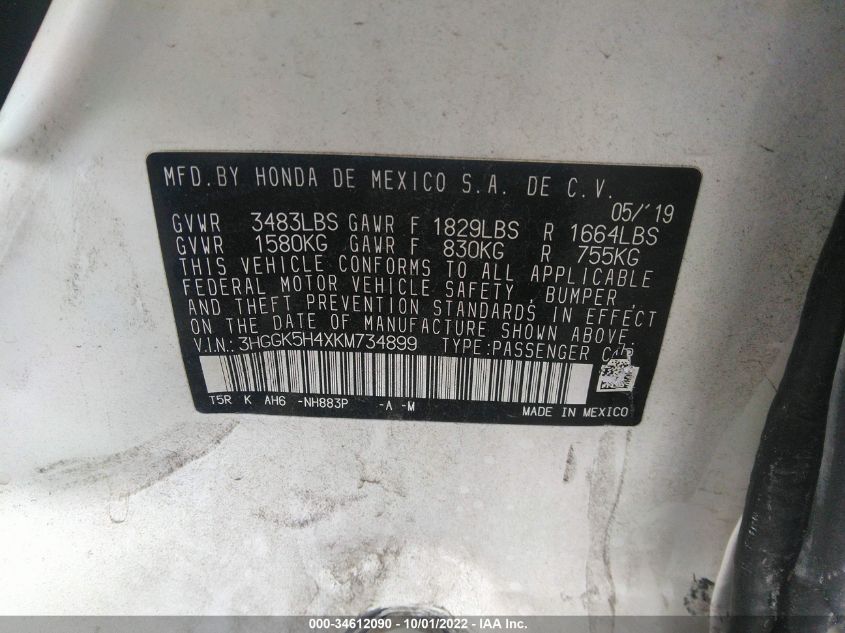 MFD.BY HONDA DE MEXICO S.A. DE C.V.
05/'19
GVWR 3483LBS GAWR F 1829LBS R 1664LBS
GVWR 1580KG GAWR F 830KG R 755KG
THIS VEHICLE CONFORMS TO ALL APPLICABLE
FEDERAL MOTOR VEHICLE SAFETY, BUMPER,
AND THEFT PREVENTION STANDARDS IN EFFECT
ON THE DATE OF MANUFACTURE SHOWN ABOVE.
V.I.N.: 3HGGK5H4XKM734899 TYPE:PASSENGER CAR
T5R K AH6 -NH883P -A -M
MADE IN MEXICO
000-34612090 - 10/01/2022 - IAA Inc.